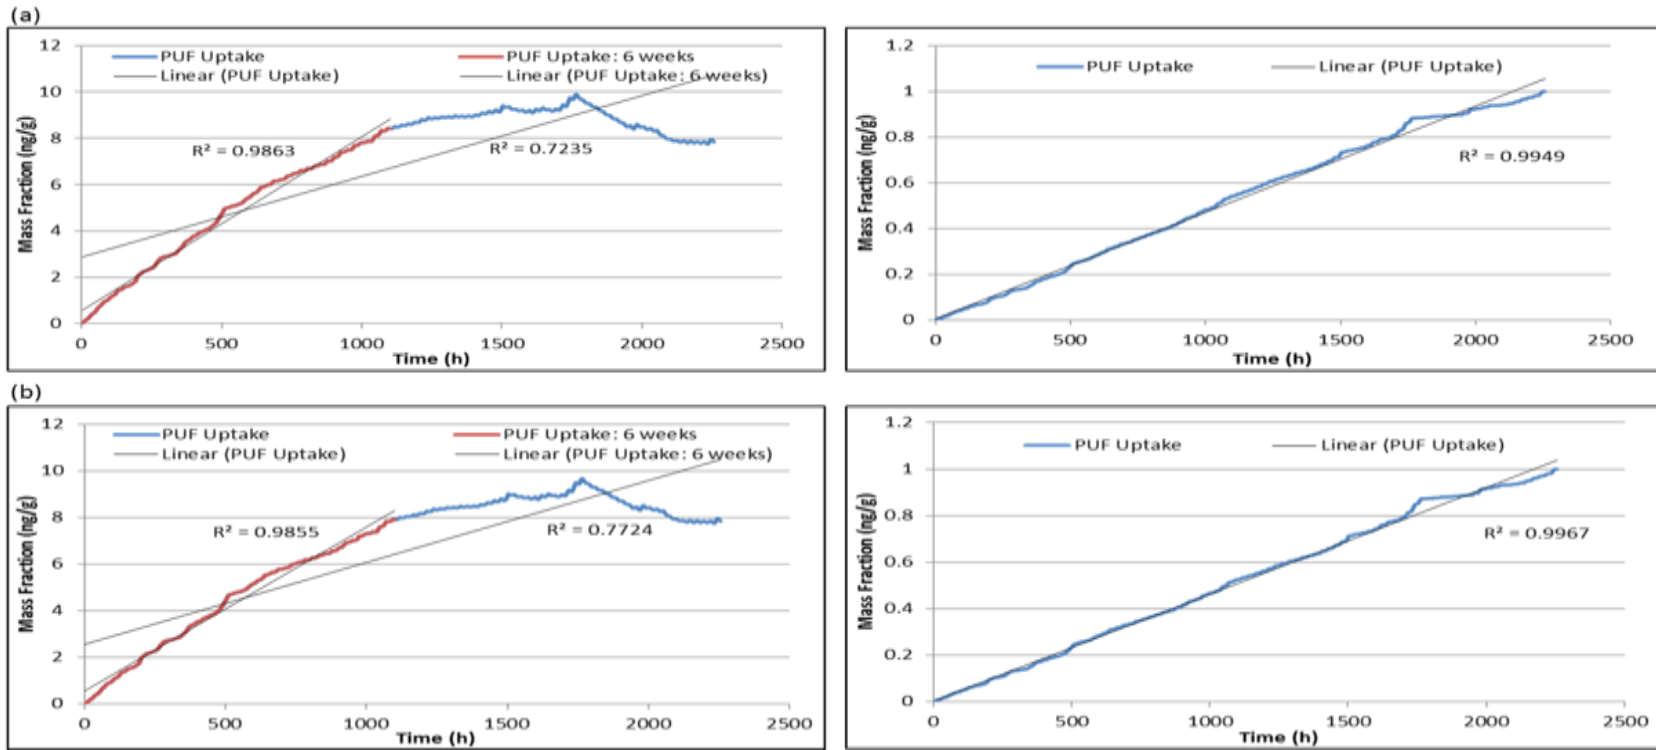 (a)
PUF Uptake
PUF Uptake: 6 weeks
Linear (PUF Uptake)
Linear (PUF Uptake: 6 weeks)
Mass Fraction (ng/g)
12
10
8
6
4
2
0
R² = 0.9863
R² = 0.7235
0 500 1000 1500 2000 2500
Time (h)
PUF Uptake
Linear (PUF Uptake)
Mass Fraction (ng/g)
1.2
1
0.8
0.6
0.4
0.2
0
R² = 0.9949
0 500 1000 1500 2000 2500
Time (h)
(b)
PUF Uptake
PUF Uptake: 6 weeks
Linear (PUF Uptake)
Linear (PUF Uptake: 6 weeks)
Mass Fraction (ng/g)
12
10
8
6
4
2
0
R² = 0.9855
R² = 0.7724
0 500 1000 1500 2000 2500
Time (h)
PUF Uptake
Linear (PUF Uptake)
Mass Fraction (ng/g)
1.2
1
0.8
0.6
0.4
0.2
0
R² = 0.9967
0 500 1000 1500 2000 2500
Time (h)